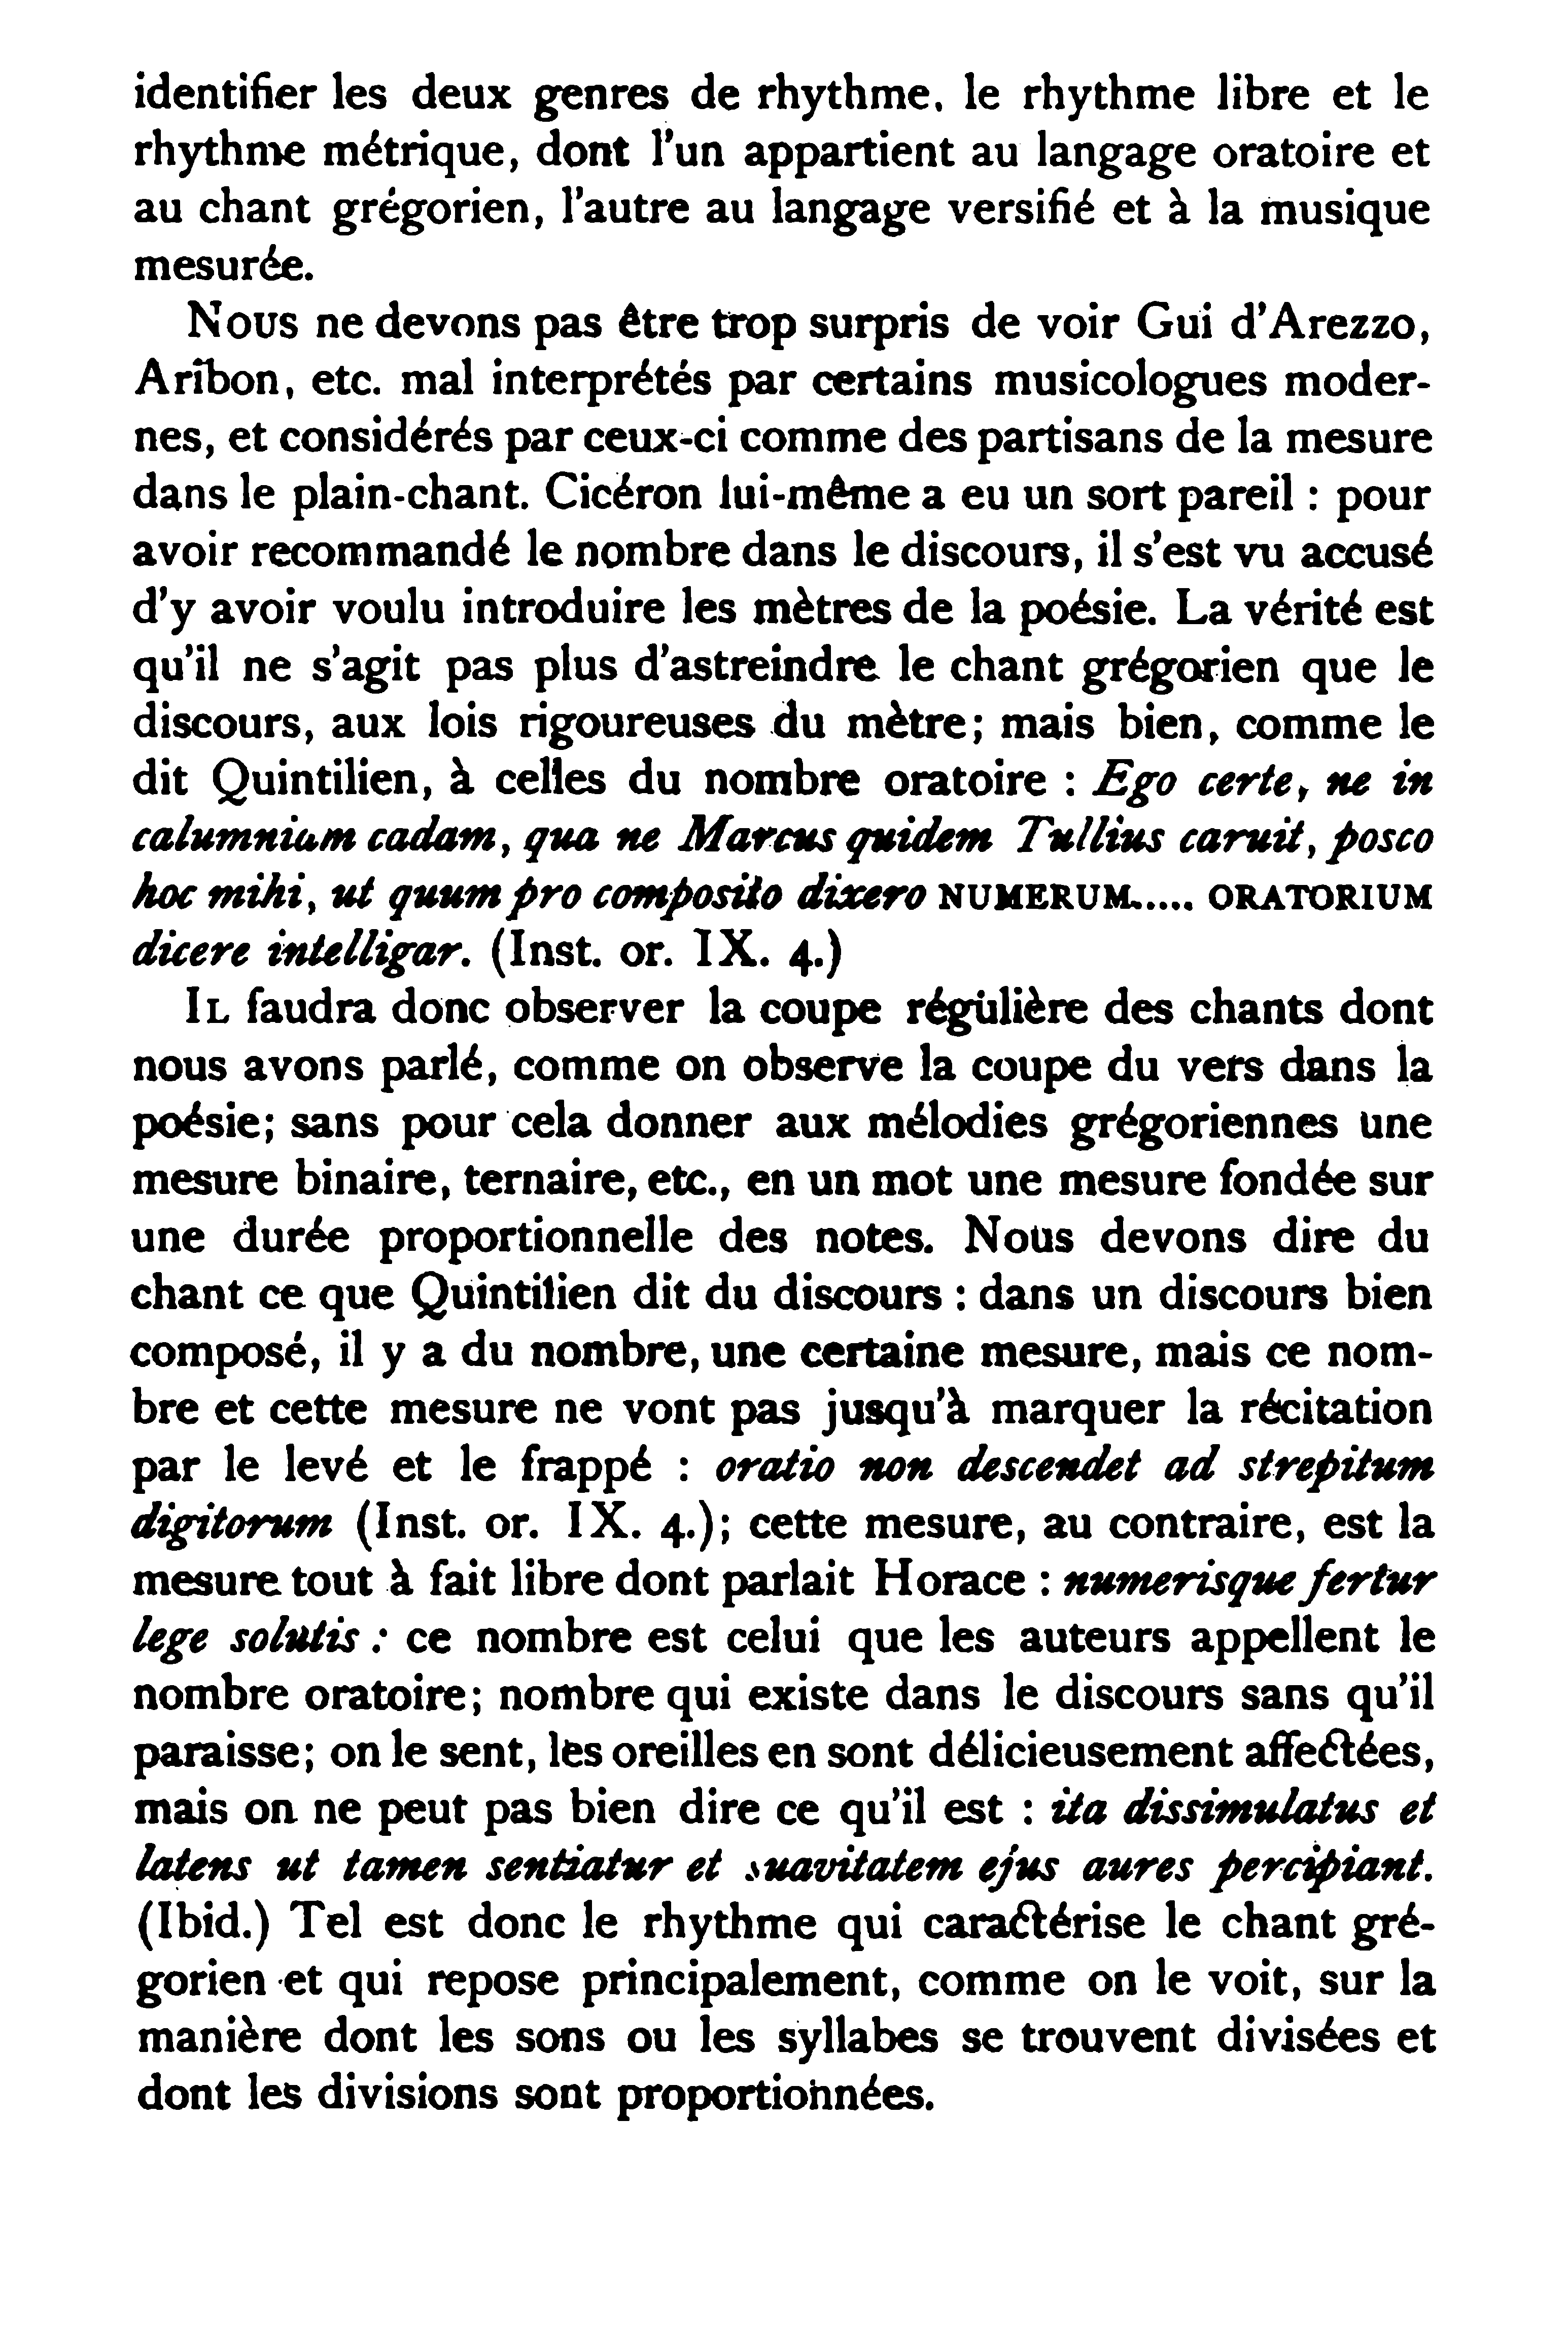 identifier les deux genres de rhythme, le rhythme libre et le
rhythme métrique, dont l'un appartient au langage oratoire et
au chant grégorien, l'autre au langage versifié et à la musique
mesurée.
Nous ne devons pas être trop surpris de voir Gui d'Arezzo,
Aribon, etc. mal interprétés par certains musicologues moder-
nes, et considérés par ceux-ci comme des partisans de la mesure
dans le plain-chant. Cicéron lui-même a eu un sort pareil : pour
avoir recommandé le nombre dans le discours, il s'est vu accusé
d'y avoir voulu introduire les mètres de la poésie. La vérité est
qu'il ne s'agit pas plus d'astreindre le chant grégorien que le
discours, aux lois rigoureuses du mètre; mais bien, comme le
dit Quintilien, à celles du nombre oratoire : Ego certe, ne in
calumniam cadam, qua ne Marcus quidem Tullius caruit, posco
hoc mihi, ut quum pro composito dixero NUMERUM..... ORATORIUM
dicere intelligar. (Inst. or. IX. 4.)
IL faudra donc observer la coupe régulière des chants dont
nous avons parlé, comme on observe la coupe du vers dans la
poésie; sans pour cela donner aux mélodies grégoriennes une
mesure binaire, ternaire, etc., en un mot une mesure fondée sur
une durée proportionnelle des notes. Nous devons dire du
chant ce que Quintilien dit du discours : dans un discours bien
composé, il y a du nombre, une certaine mesure, mais ce nom-
bre et cette mesure ne vont pas jusqu'à marquer la récitation
par le levé et le frappé : oratio non descendet ad strepitum
digitorum (Inst. or. IX. 4.); cette mesure, au contraire, est la
mesure tout à fait libre dont parlait Horace : numerisque fertur
lege solutis : ce nombre est celui que les auteurs appellent le
nombre oratoire; nombre qui existe dans le discours sans qu'il
paraisse; on le sent, les oreilles en sont délicieusement affectées,
mais on ne peut pas bien dire ce qu'il est : ita dissimulatus et
latens ut tamen sentiatur et suavitatem ejus aures percipiant.
(Ibid.) Tel est donc le rhythme qui caractérise le chant gré-
gorien et qui repose principalement, comme on le voit, sur la
manière dont les sons ou les syllabes se trouvent divisées et
dont les divisions sont proportionnées.